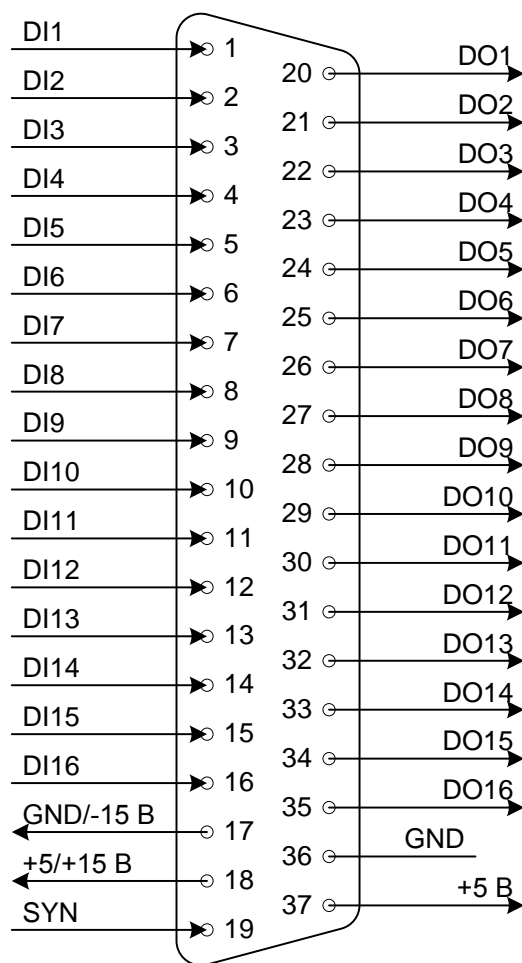 DI1 1
20 DO1
DI2 2
21 DO2
DI3 3
22 DO3
DI4 4
23 DO4
DI5 5
24 DO5
DI6 6
25 DO6
DI7 7
26 DO7
DI8 8
27 DO8
DI9 9
28 DO9
DI10 10
29 DO10
DI11 11
30 DO11
DI12 12
31 DO12
DI13 13
32 DO13
DI14 14
33 DO14
DI15 15
34 DO15
DI16 16
35 DO16
GND/-15 В 17
36 GND
+5/+15 В 18
37 +5 В
SYN 19